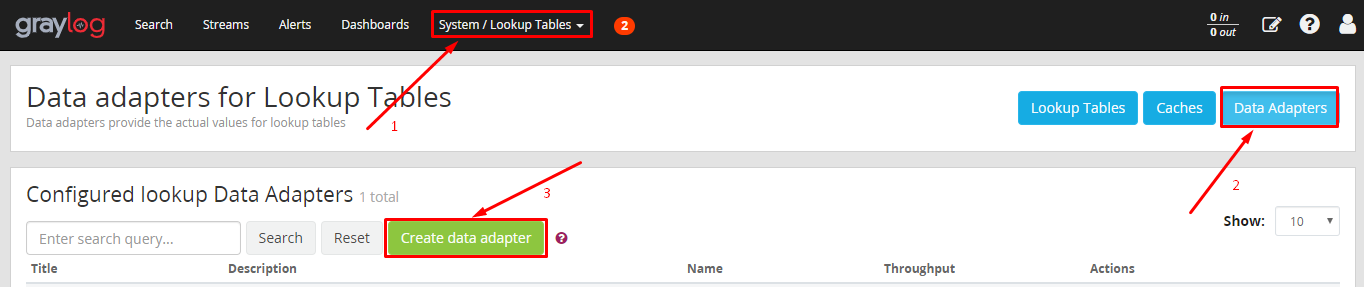 graylog Search Streams Alerts Dashboards System / Lookup Tables 2 0 in
0 out
Data adapters for Lookup Tables
Data adapters provide the actual values for lookup tables
Lookup Tables Caches Data Adapters
1
2
3
Configured lookup Data Adapters 1 total
Enter search query... Search Reset Create data adapter ?
Show: 10
Title Description Name Throughput Actions